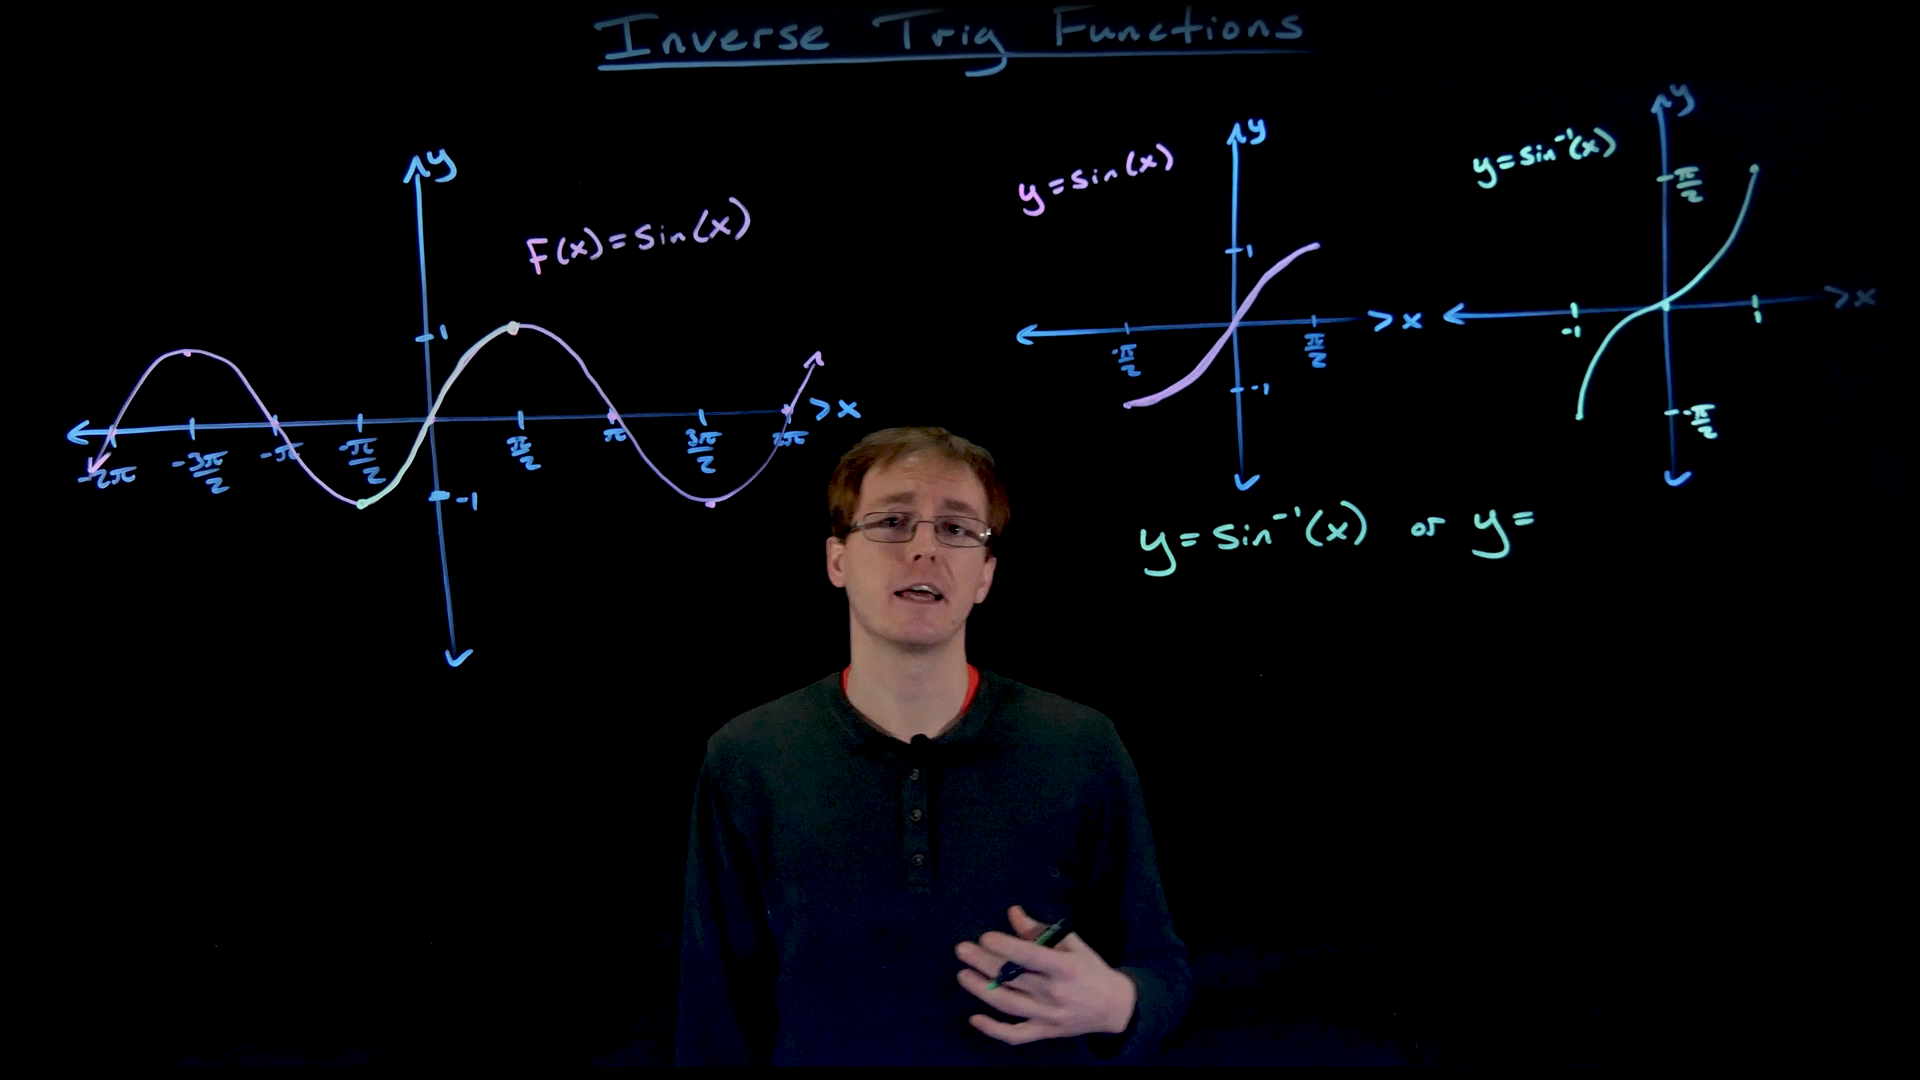 Inverse Trig Functions
y
F(x) = Sin(x)
1
x
-2π -3π/2 -π -π/2 π/2 π 3π/2 2π
-1
y = sin(x)
y
1
x
-π/2 π/2
-1
y = sin⁻¹(x)
y
π/2
x
-1 1
-π/2
y = sin⁻¹(x) or y =